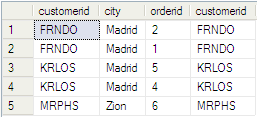 customerid city orderid customerid
1 FRNDO Madrid 2 FRNDO
2 FRNDO Madrid 1 FRNDO
3 KRLOS Madrid 5 KRLOS
4 KRLOS Madrid 4 KRLOS
5 MRPHS Zion 6 MRPHS